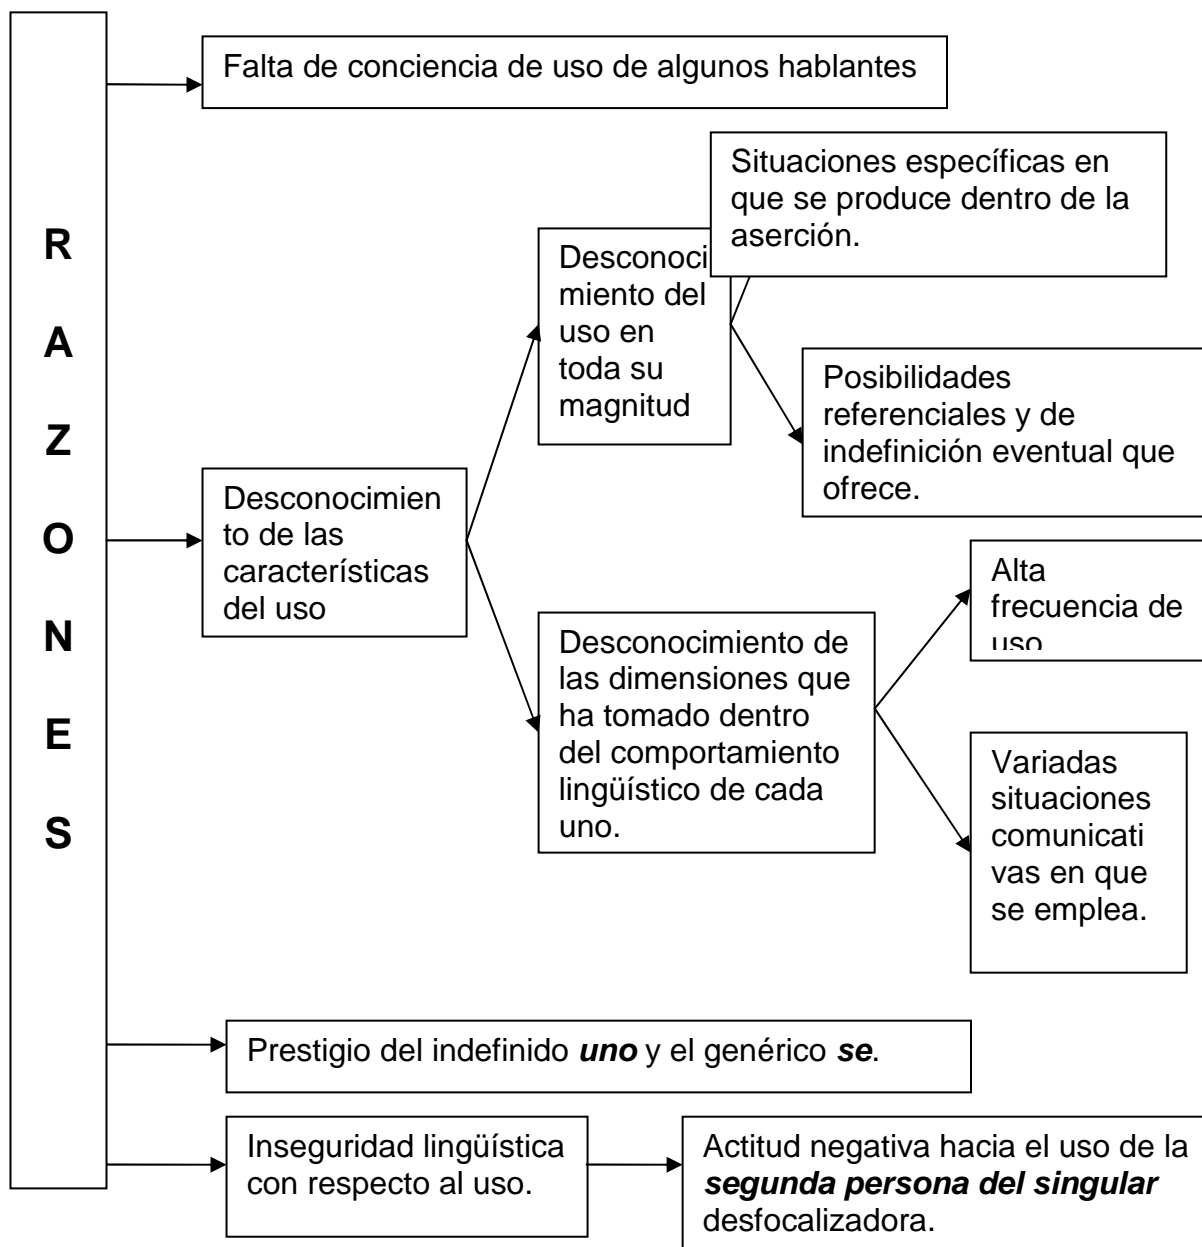 R
A
Z
O
N
E
S
Falta de conciencia de uso de algunos hablantes
Situaciones específicas en
que se produce dentro de la
aserción.
Desconoci
miento del
uso en
toda su
magnitud
Posibilidades
referenciales y de
indefinición eventual que
ofrece.
Desconocimien
to de las
características
del uso
Alta
frecuencia de
uso
Desconocimiento de
las dimensiones que
ha tomado dentro
del comportamiento
lingüístico de cada
uno.
Variadas
situaciones
comunicati
vas en que
se emplea.
Prestigio del indefinido uno y el genérico se.
Inseguridad lingüística
con respecto al uso.
Actitud negativa hacia el uso de la
segunda persona del singular
desfocalizadora.